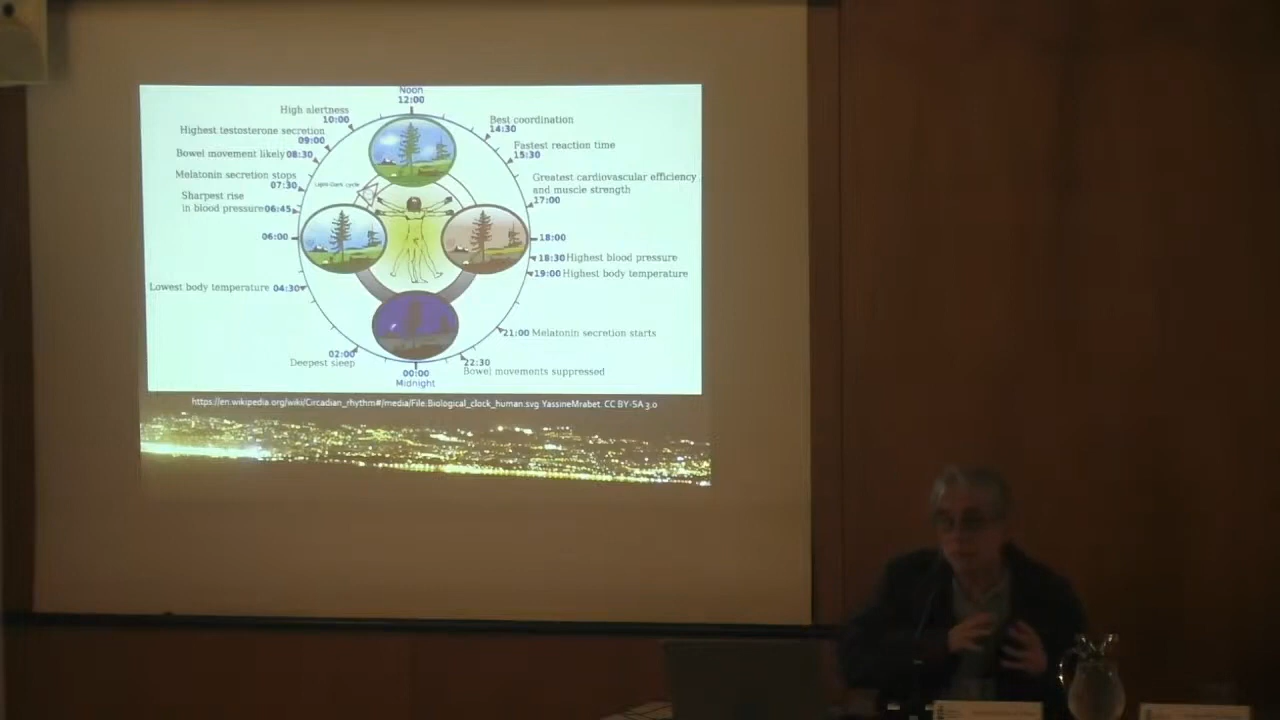 Noon
12:00
High alertness
10:00
Highest testosterone secretion
09:00
Bowel movement likely 08:30
Melatonin secretion stops
07:30
Sharpest rise
in blood pressure 06:45
06:00
Lowest body temperature 04:30
02:00
Deepest sleep
00:00
Midnight
Best coordination
14:30
Fastest reaction time
15:30
Greatest cardiovascular efficiency
and muscle strength
17:00
18:00
18:30 Highest blood pressure
19:00 Highest body temperature
21:00 Melatonin secretion starts
22:30
Bowel movements suppressed
Light-Dark cycle
https://en.wikipedia.org/wiki/Circadian_rhythm#/media/File:Biological_clock_human.svg YassineMrabet. CC BY-SA 3.0